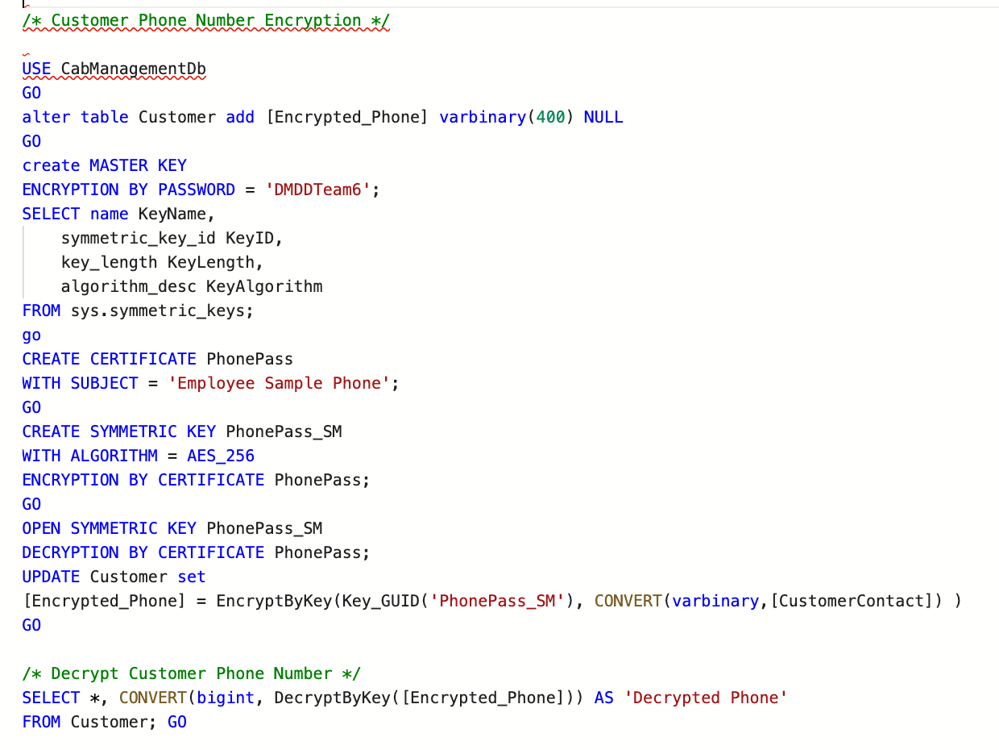 /* Customer Phone Number Encryption */
USE CabManagementDb
GO
alter table Customer add [Encrypted_Phone] varbinary(400) NULL
GO
create MASTER KEY
ENCRYPTION BY PASSWORD = 'DMDDTeam6';
SELECT name KeyName,
    symmetric_key_id KeyID,
    key_length KeyLength,
    algorithm_desc KeyAlgorithm
FROM sys.symmetric_keys;
go
CREATE CERTIFICATE PhonePass
WITH SUBJECT = 'Employee Sample Phone';
GO
CREATE SYMMETRIC KEY PhonePass_SM
WITH ALGORITHM = AES_256
ENCRYPTION BY CERTIFICATE PhonePass;
GO
OPEN SYMMETRIC KEY PhonePass_SM
DECRYPTION BY CERTIFICATE PhonePass;
UPDATE Customer set
[Encrypted_Phone] = EncryptByKey(Key_GUID('PhonePass_SM'), CONVERT(varbinary,[CustomerContact]) )
GO
/* Decrypt Customer Phone Number */
SELECT *, CONVERT(bigint, DecryptByKey([Encrypted_Phone])) AS 'Decrypted Phone'
FROM Customer; GO